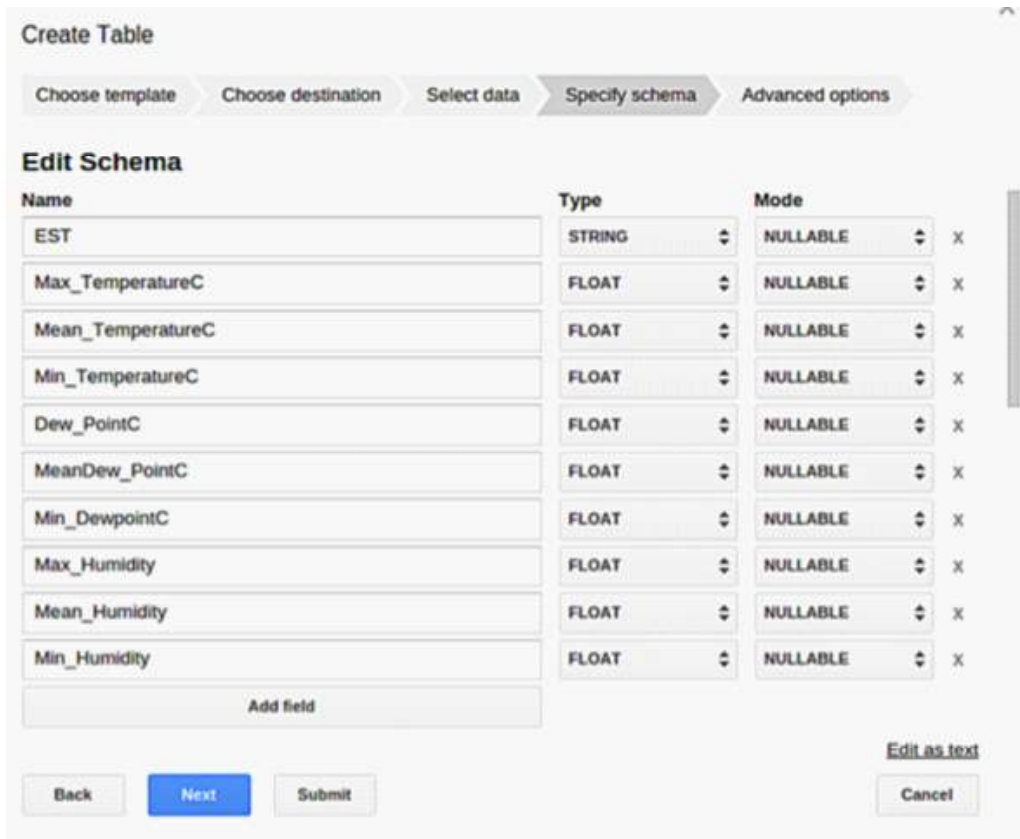 Create Table
Choose template Choose destination Select data Specify schema Advanced options
Edit Schema
Name Type Mode
EST STRING NULLABLE x
Max_TemperatureC FLOAT NULLABLE x
Mean_TemperatureC FLOAT NULLABLE x
Min_TemperatureC FLOAT NULLABLE x
Dew_PointC FLOAT NULLABLE x
MeanDew_PointC FLOAT NULLABLE x
Min_DewpointC FLOAT NULLABLE x
Max_Humidity FLOAT NULLABLE x
Mean_Humidity FLOAT NULLABLE x
Min_Humidity FLOAT NULLABLE x
Add field
Edit as text
Back Next Submit Cancel